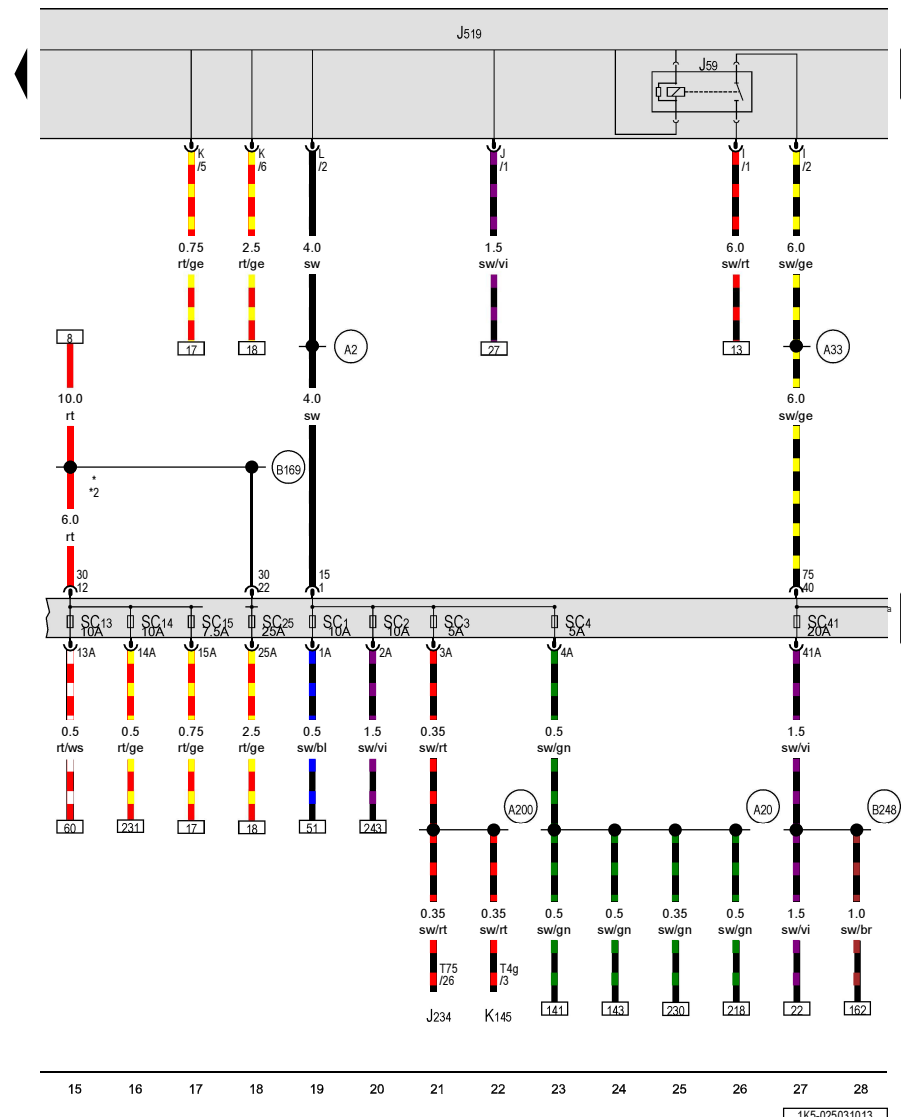 J519
J59
K
/5
K
/6
L
/2
J
/1
I
/1
I
/2
0.75
rt/ge
2.5
rt/ge
4.0
sw
1.5
sw/vi
6.0
sw/rt
6.0
sw/ge
8
17
18
A2
27
13
A33
10.0
rt
4.0
sw
6.0
sw/ge
B169
*
*2
6.0
rt
30
12
30
22
15
1
75
40
SC13
10A
SC14
10A
SC15
7.5A
SC25
25A
SC1
10A
SC2
10A
SC3
5A
SC4
5A
SC41
20A
a
13A
14A
15A
25A
1A
2A
3A
4A
41A
0.5
rt/ws
0.5
rt/ge
0.75
rt/ge
2.5
rt/ge
0.5
sw/bl
1.5
sw/vi
0.35
sw/rt
0.5
sw/gn
1.5
sw/vi
60
231
17
18
51
243
A200
A20
B248
0.35
sw/rt
0.35
sw/rt
0.5
sw/gn
0.5
sw/gn
0.35
sw/gn
0.5
sw/gn
1.5
sw/vi
1.0
sw/br
T75
/26
T4g
/3
J234
K145
141
143
230
218
22
162
15 16 17 18 19 20 21 22 23 24 25 26 27 28
1K5-025031013